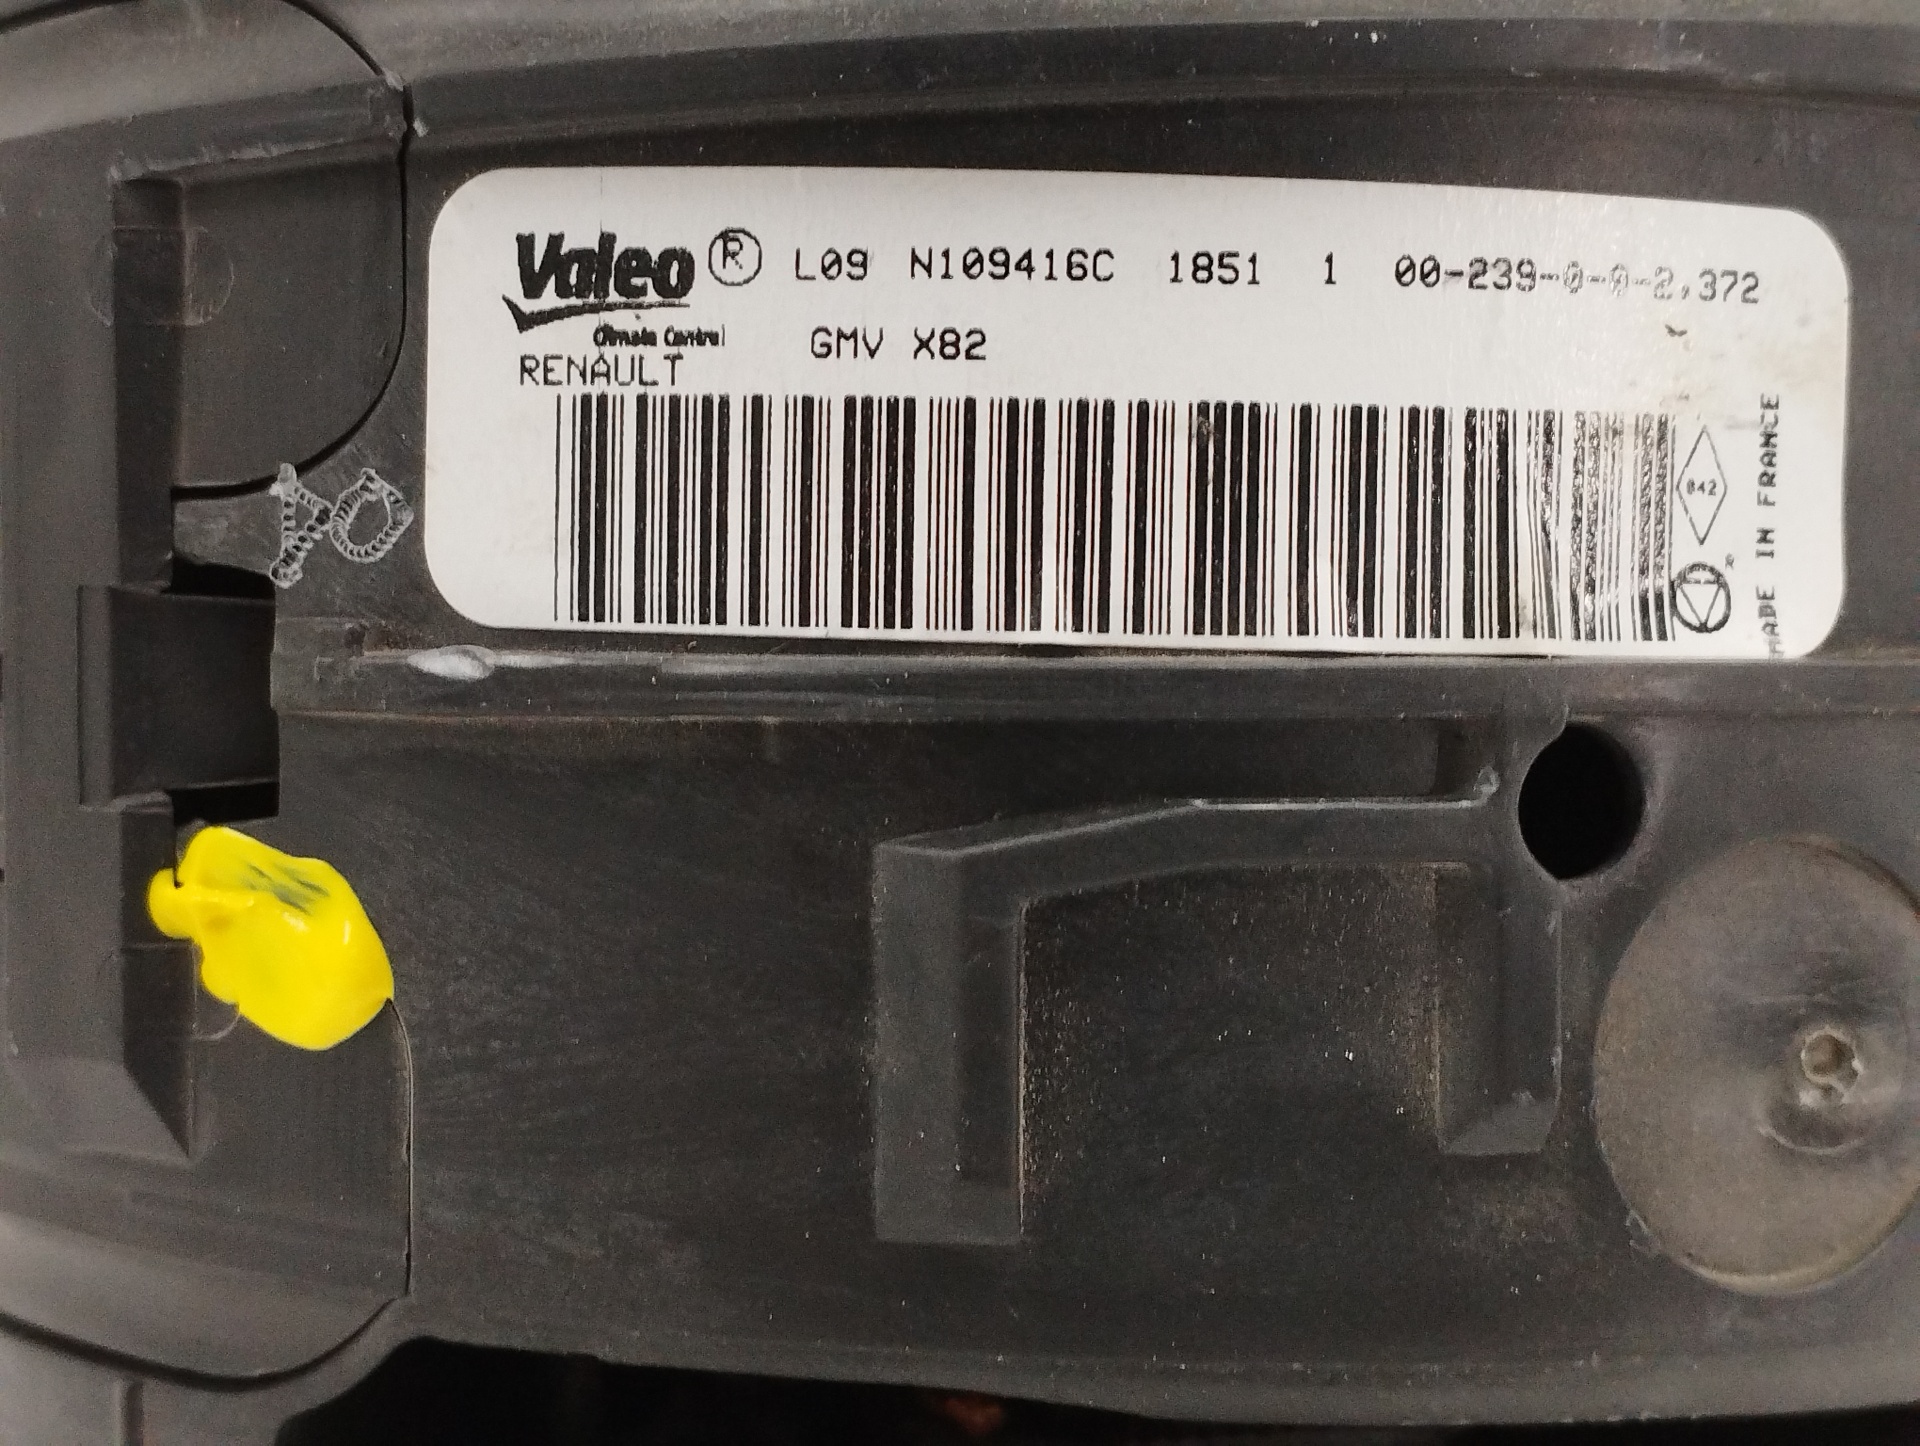 Valeo ® L09 N109416C 1851 1 00-239-0-0-2,372
Climate Control GMV X82
RENAULT
842
MADE IN FRANCE